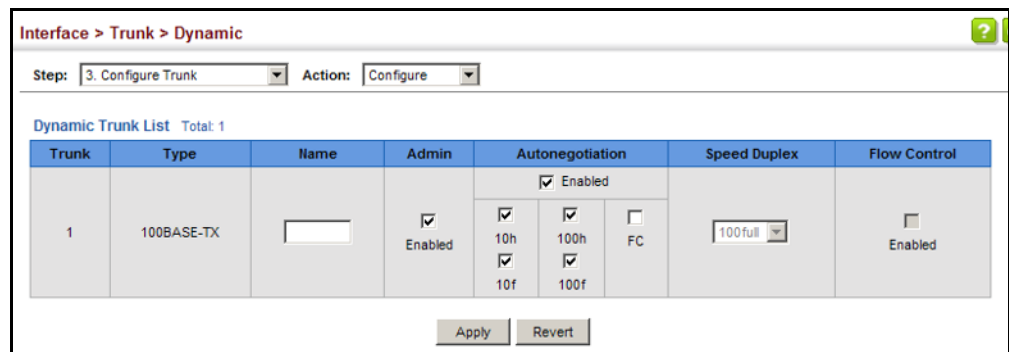 Interface > Trunk > Dynamic
?
Step: 3. Configure Trunk Action: Configure
Dynamic Trunk List Total: 1
Trunk Type Name Admin Autonegotiation Speed Duplex Flow Control
Enabled
1 100BASE-TX Enabled 10h 100h FC 100full Enabled
10f 100f
Apply Revert